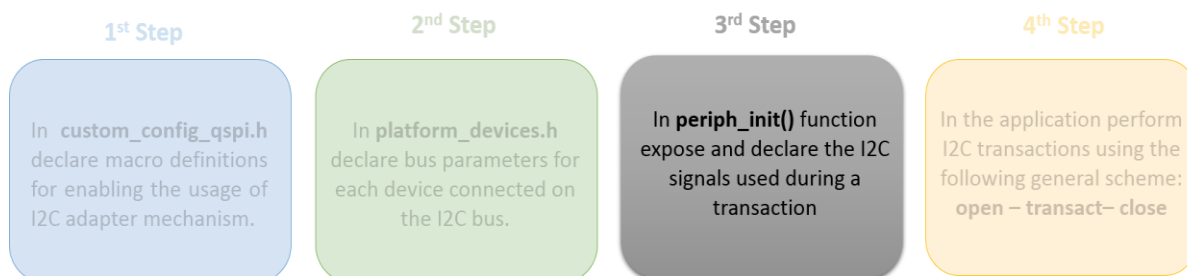 1st Step
2nd Step
3rd Step
4th Step
In custom_config_qspi.h
declare macro definitions
for enabling the usage of
I2C adapter mechanism.
In platform_devices.h
declare bus parameters for
each device connected on
the I2C bus.
In periph_init() function
expose and declare the I2C
signals used during a
transaction
In the application perform
I2C transactions using the
following general scheme:
open – transact– close